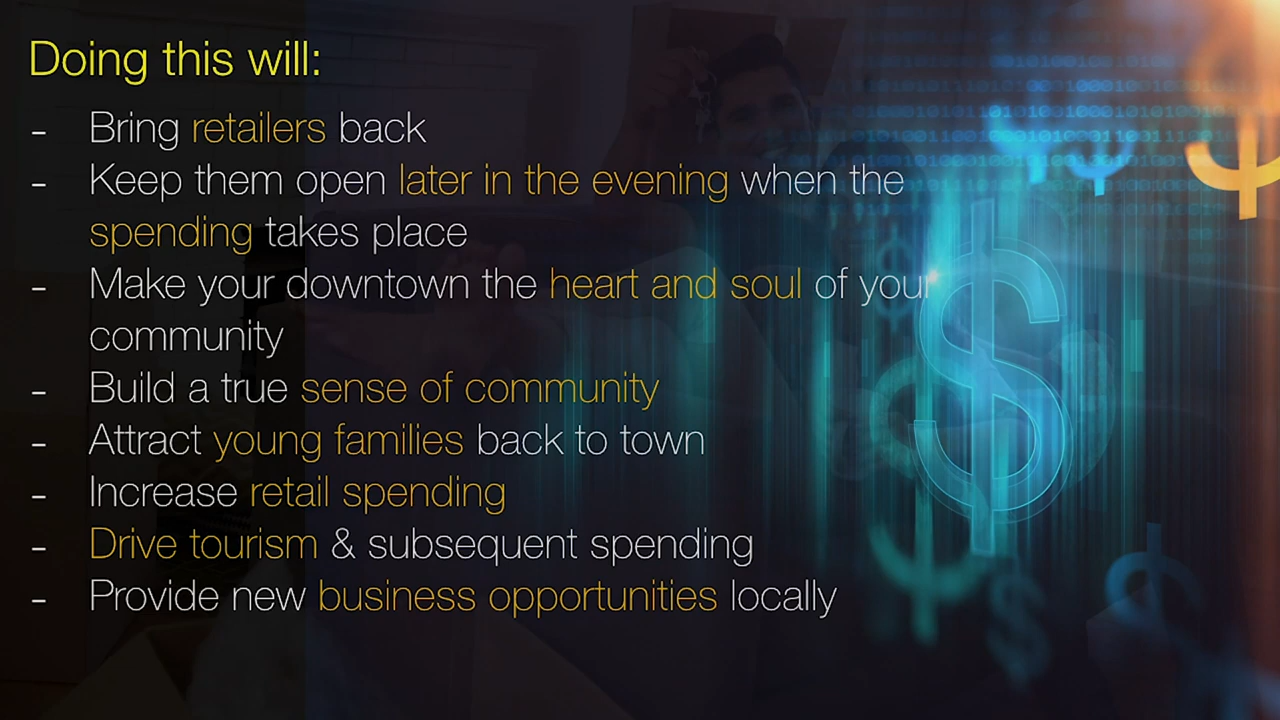 Doing this will:
- Bring retailers back
- Keep them open later in the evening when the
spending takes place
- Make your downtown the heart and soul of your
community
- Build a true sense of community
- Attract young families back to town
- Increase retail spending
- Drive tourism & subsequent spending
- Provide new business opportunities locally